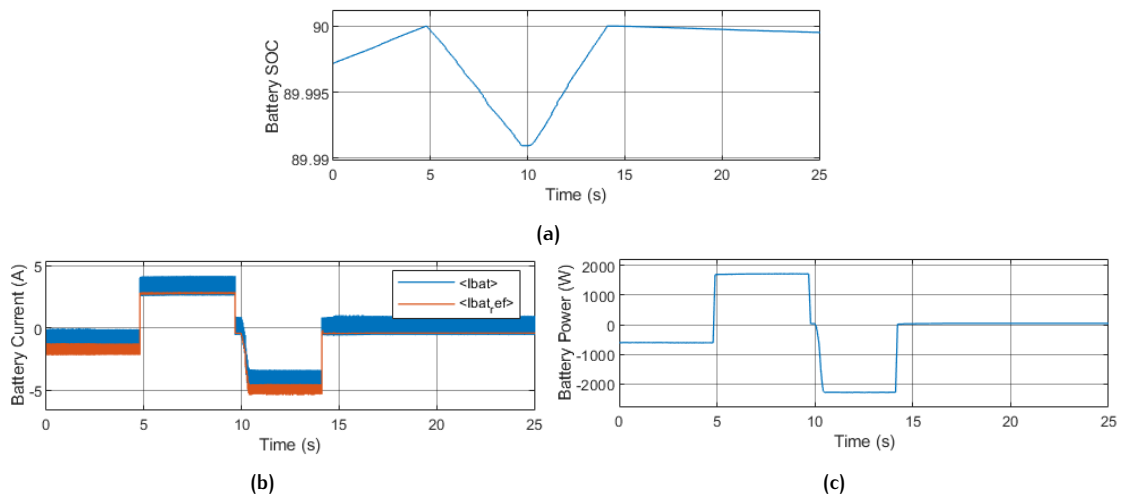 90
89.995
89.99
Battery SOC
0 5 10 15 20 25
Time (s)
(a)
5
0
-5
Battery Current (A)
<Ibat>
<Ibat_ref>
0 5 10 15 20 25
Time (s)
(b)
2000
1000
0
-1000
-2000
Battery Power (W)
0 5 10 15 20 25
Time (s)
(c)